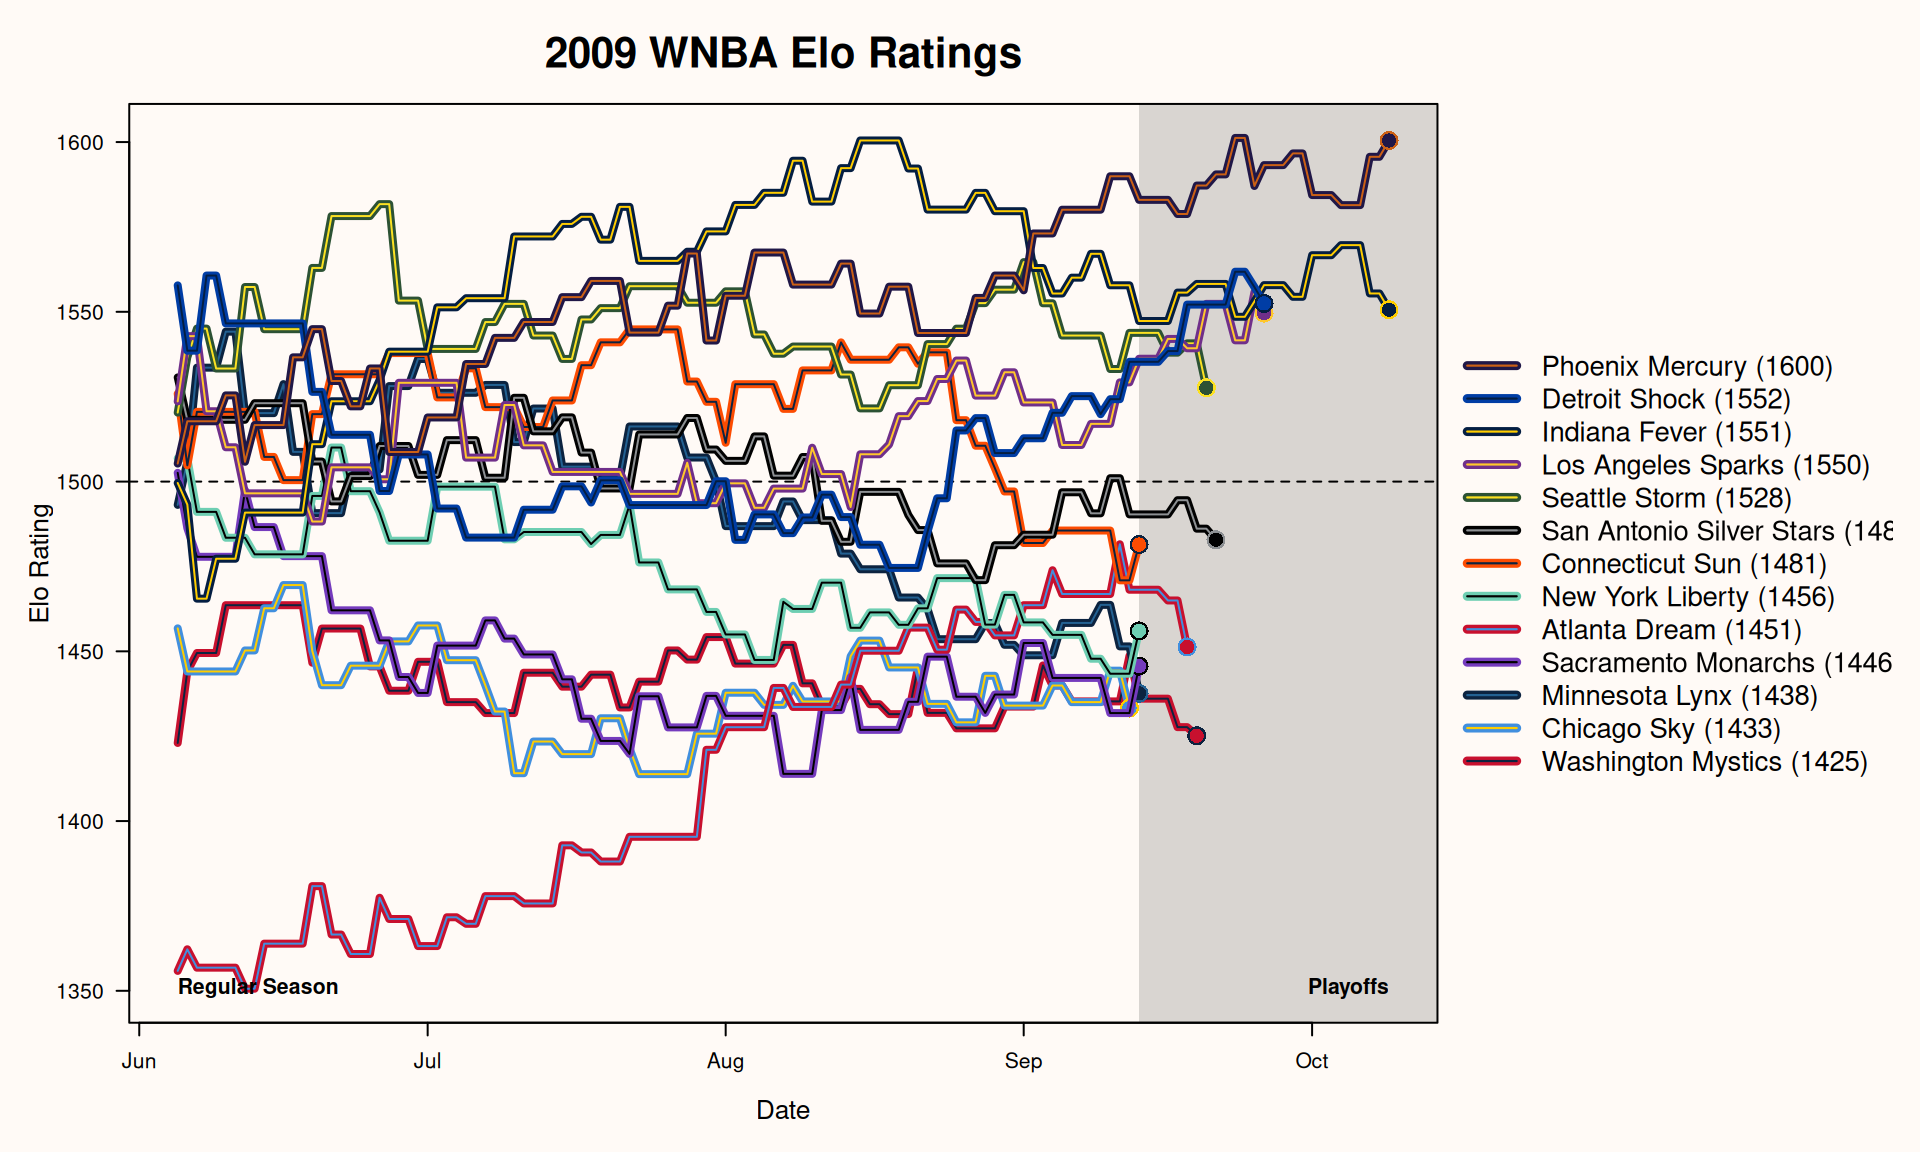 2009 WNBA Elo Ratings
Elo Rating
1600
1550
1500
1450
1400
1350
Regular Season
Playoffs
Jun
Jul
Aug
Sep
Oct
Date
Phoenix Mercury (1600)
Detroit Shock (1552)
Indiana Fever (1551)
Los Angeles Sparks (1550)
Seattle Storm (1528)
San Antonio Silver Stars (148
Connecticut Sun (1481)
New York Liberty (1456)
Atlanta Dream (1451)
Sacramento Monarchs (1446
Minnesota Lynx (1438)
Chicago Sky (1433)
Washington Mystics (1425)